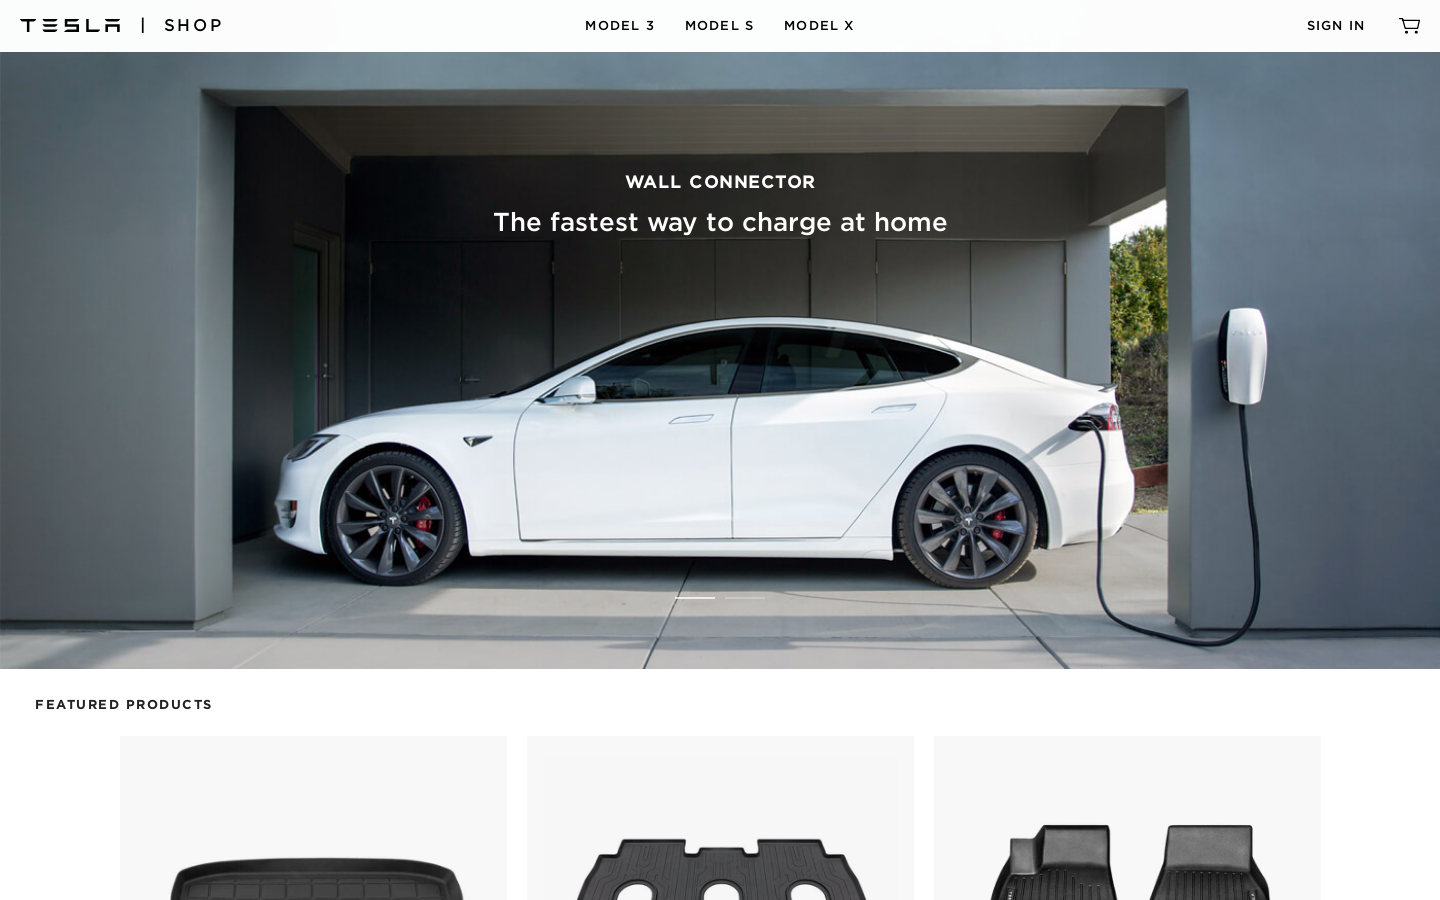 TESLA | SHOP
MODEL 3 MODEL S MODEL X
SIGN IN
WALL CONNECTOR
The fastest way to charge at home
FEATURED PRODUCTS